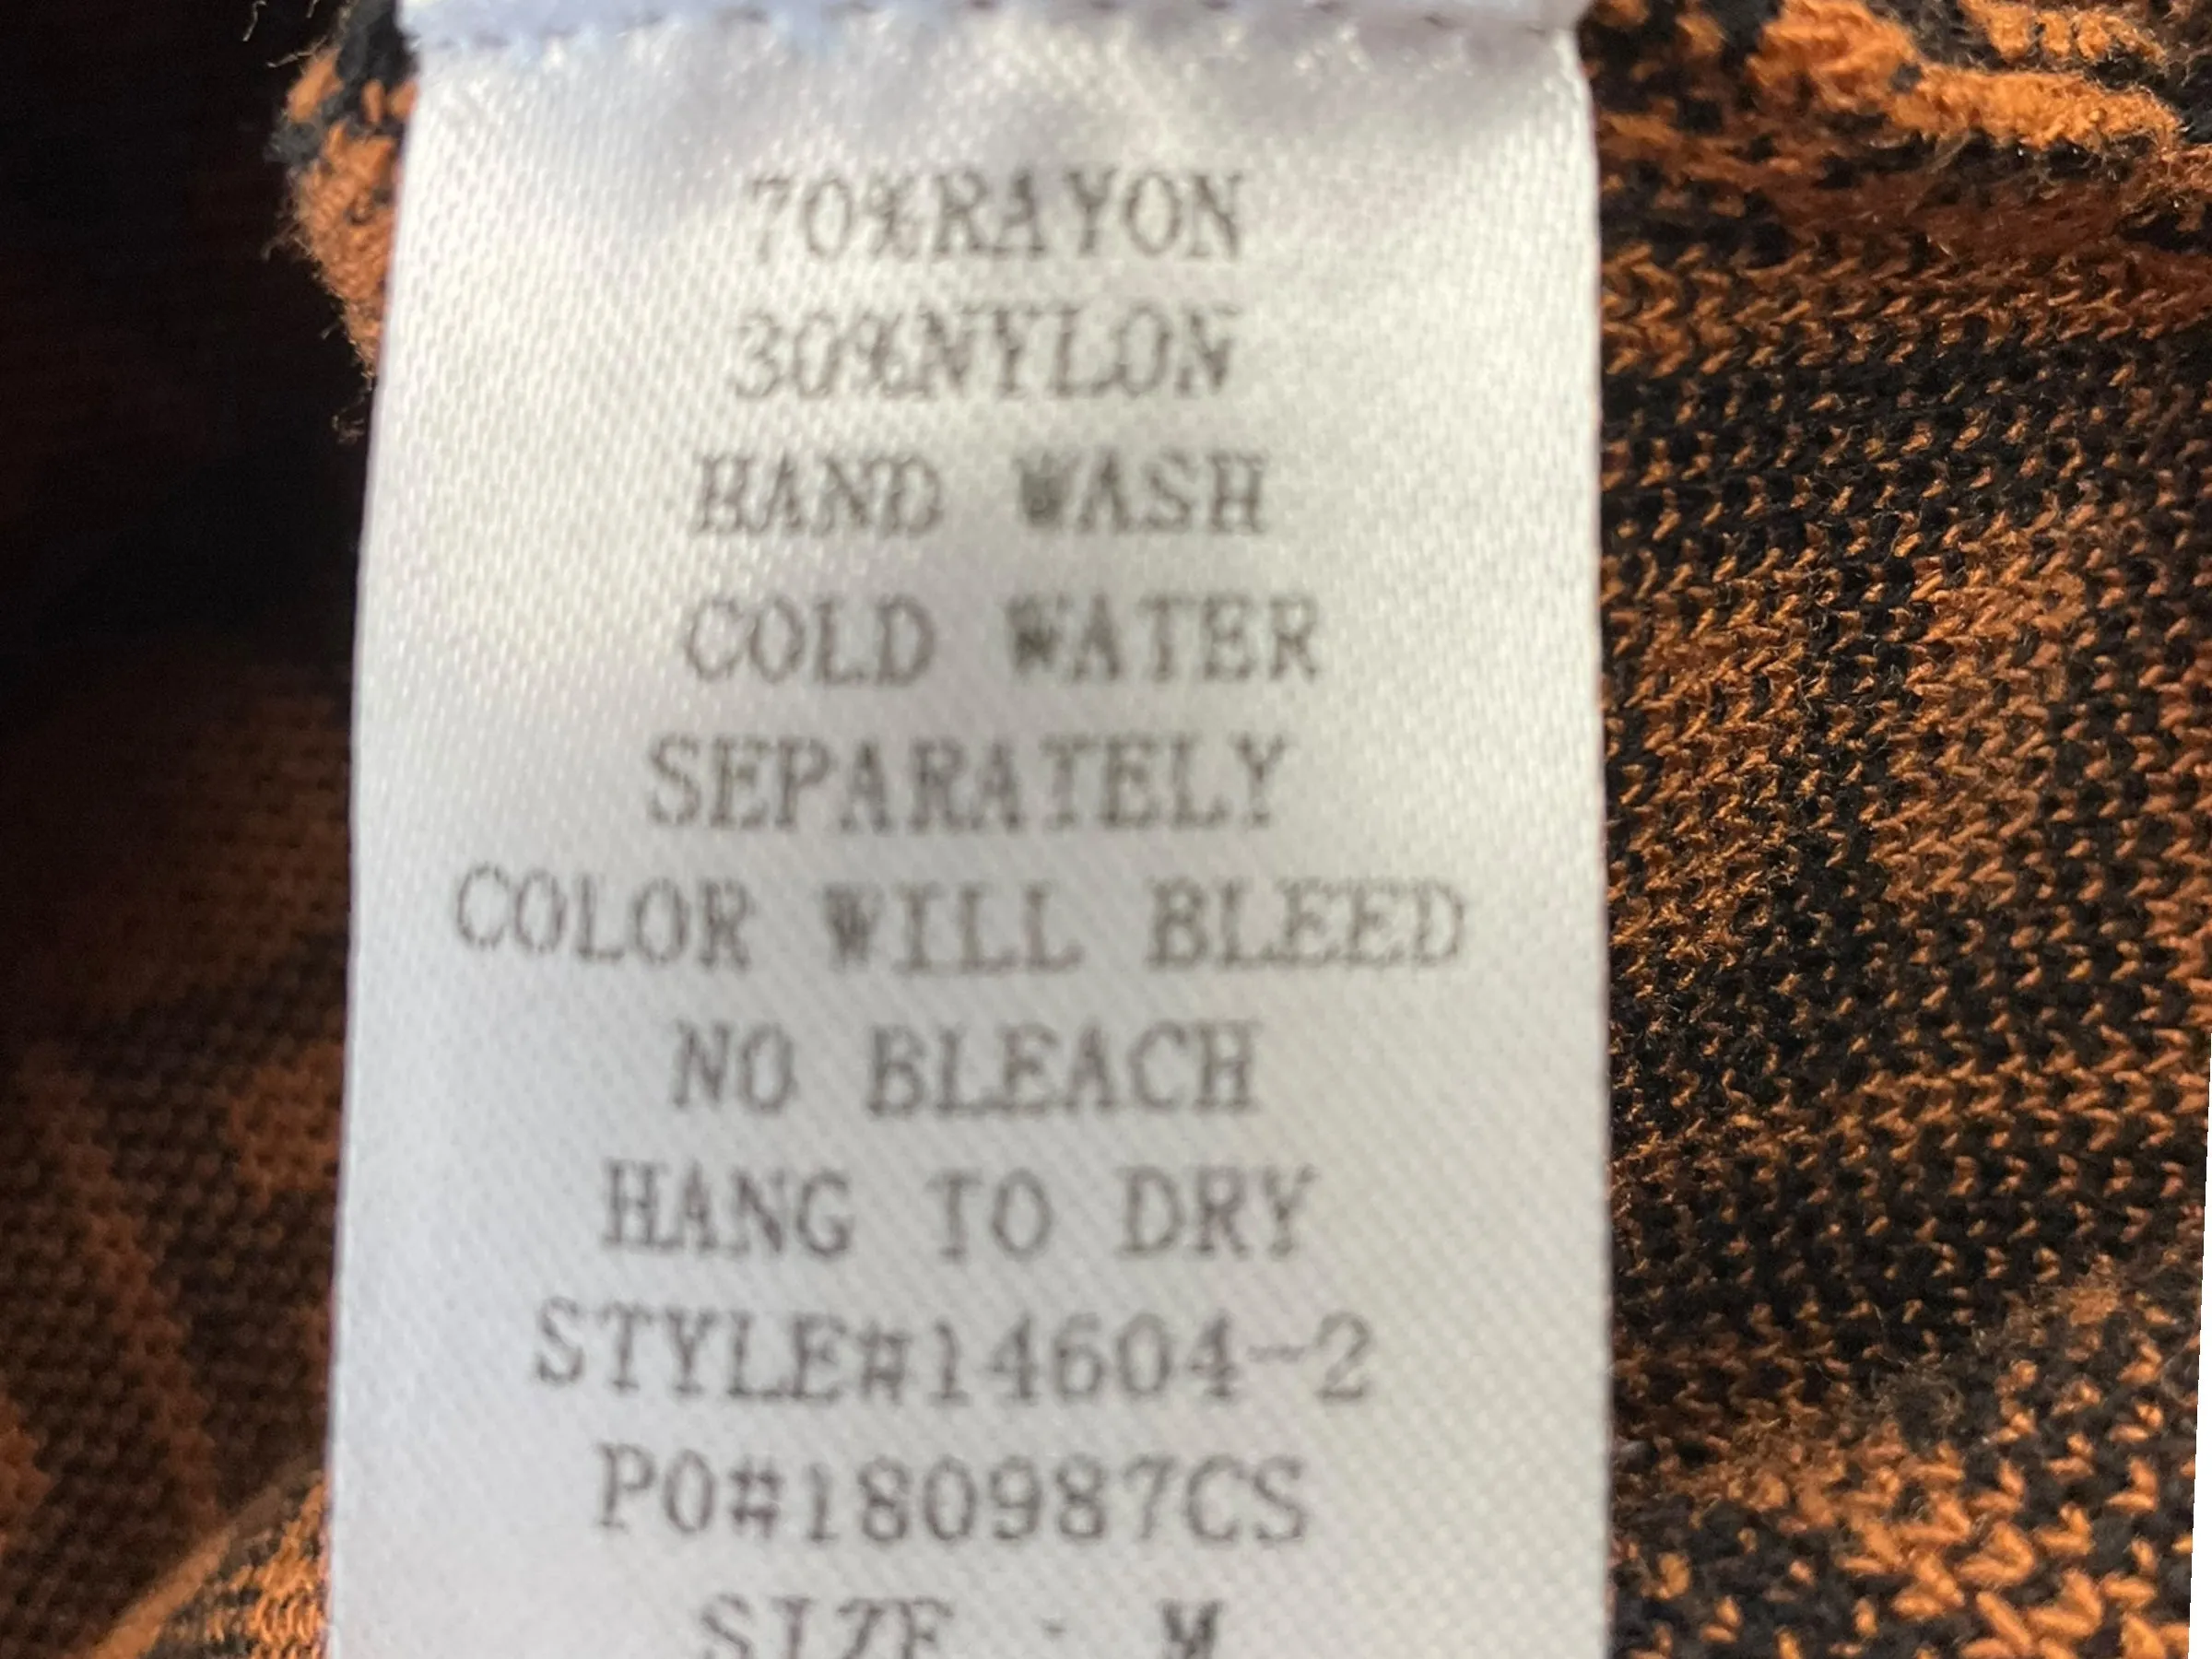 70%RAYON
30%NYLON
HAND WASH
COLD WATER
SEPARATELY
COLOR WILL BLEED
NO BLEACH
HANG TO DRY
STYLE#14604-2
PO#180987CS
SIZE : M